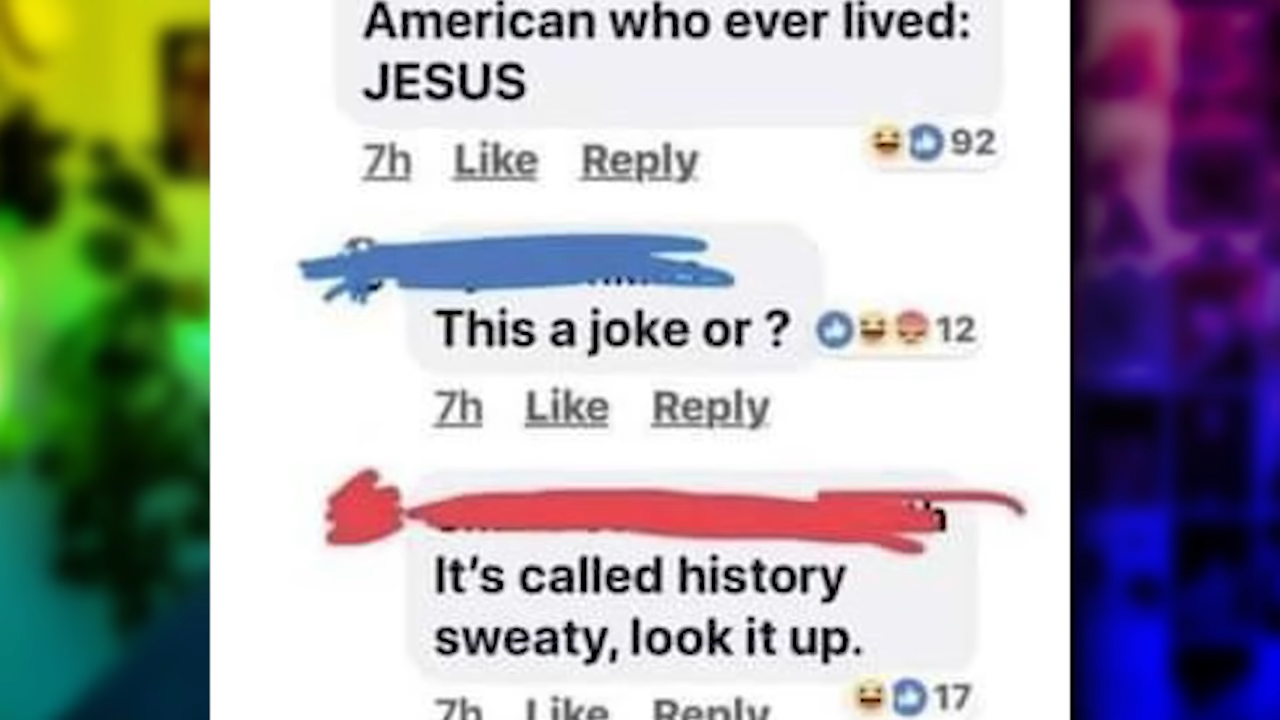 American who ever lived:
JESUS
7h Like Reply 92
This a joke or ? 12
7h Like Reply
It's called history
sweaty, look it up.
7h Like Reply 17